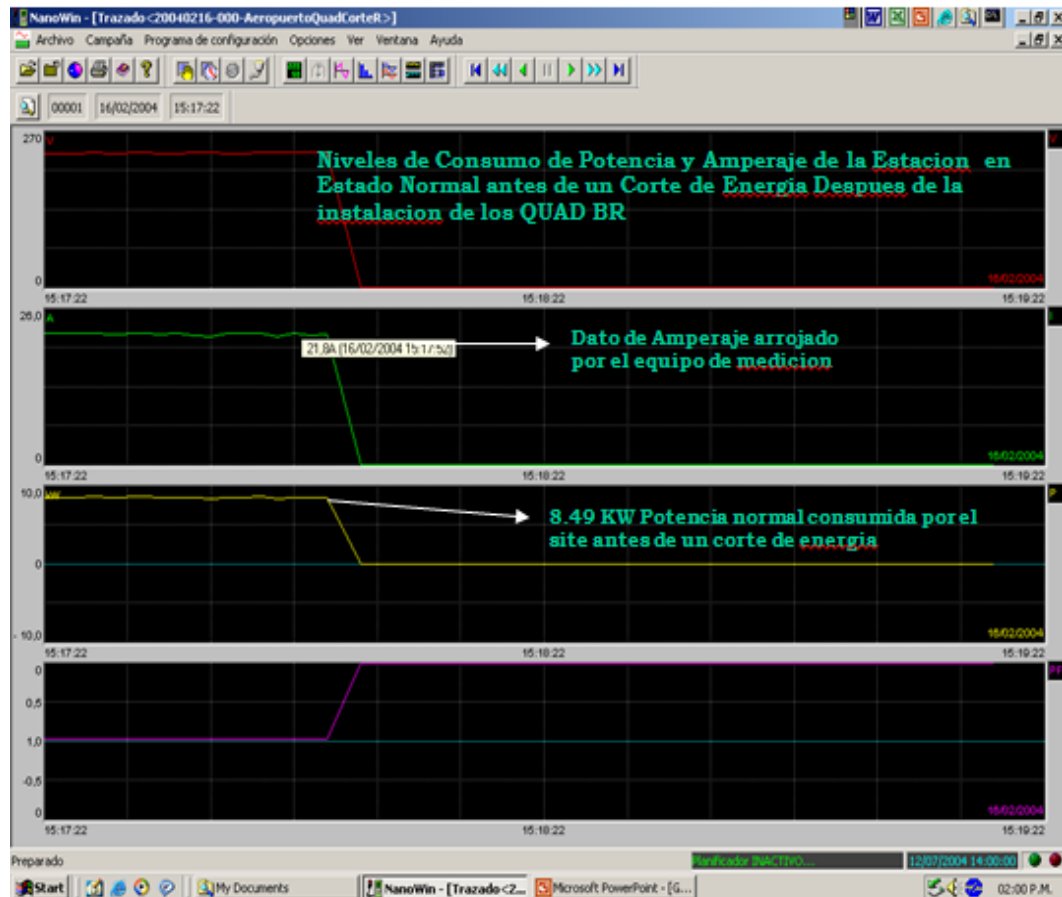 NanoWin - [Trazado<20040216-000-AeropuertoQuadCorteR>]
Archivo Campaña Programa de configuración Opciones Ver Ventana Ayuda
00001 16/02/2004 15:17:22
270 V V
Niveles de Consumo de Potencia y Amperaje de la Estacion en
Estado Normal antes de un Corte de Energia Despues de la
instalacion de los QUAD BR
0 16/02/2004
15:17:22 15:18:22 15:19:22
26,0 A I
21,8A (16/02/2004 15:17:52)
Dato de Amperaje arrojado
por el equipo de medicion
0 16/02/2004
15:17:22 15:18:22 15:19:22
10,0 kW P
8.49 KW Potencia normal consumida por el
site antes de un corte de energia
0
- 10,0 16/02/2004
15:17:22 15:18:22 15:19:22
0 PF
0,5
1,0
-0,5
0 16/02/2004
15:17:22 15:18:22 15:19:22
Preparado Planificador INACTIVO... 12/07/2004 14:00:00
Start My Documents NanoWin - [Trazado<2... Microsoft PowerPoint - [G... 02:00 P.M.